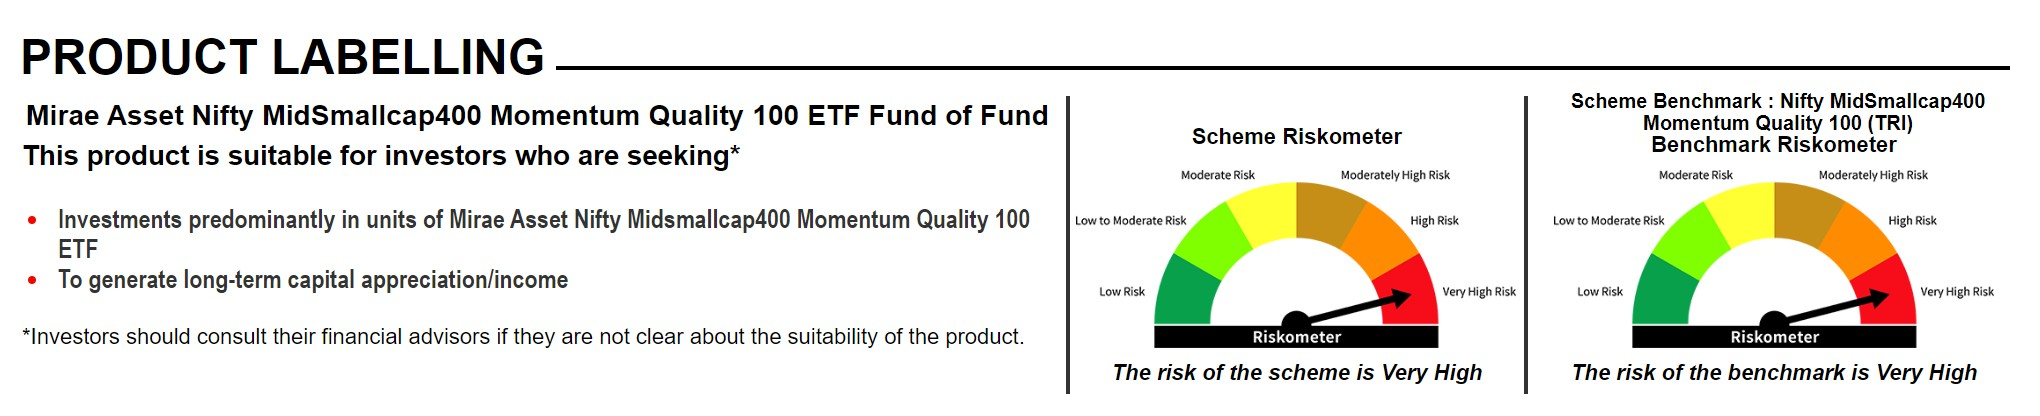 PRODUCT LABELLING
Mirae Asset Nifty MidSmallcap400 Momentum Quality 100 ETF Fund of Fund
This product is suitable for investors who are seeking*
• Investments predominantly in units of Mirae Asset Nifty Midsmallcap400 Momentum Quality 100
ETF
• To generate long-term capital appreciation/income
*Investors should consult their financial advisors if they are not clear about the suitability of the product.
Scheme Riskometer
Moderate Risk
Moderately High Risk
Low to Moderate Risk
High Risk
Low Risk
Very High Risk
Riskometer
The risk of the scheme is Very High
Scheme Benchmark : Nifty MidSmallcap400
Momentum Quality 100 (TRI)
Benchmark Riskometer
Moderate Risk
Moderately High Risk
Low to Moderate Risk
High Risk
Low Risk
Very High Risk
Riskometer
The risk of the benchmark is Very High